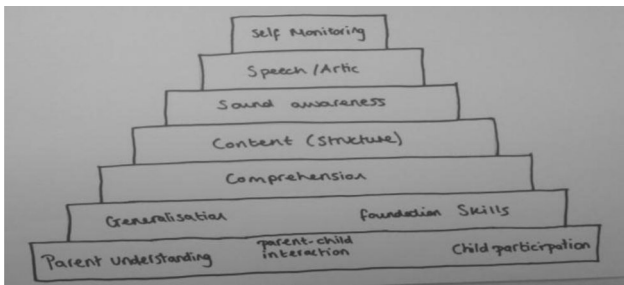 Self Monitoring
Speech/Artic
Sound awareness
Content (Structure)
Comprehension
Generalisation foundation Skills
Parent Understanding parent-child interaction Child participation